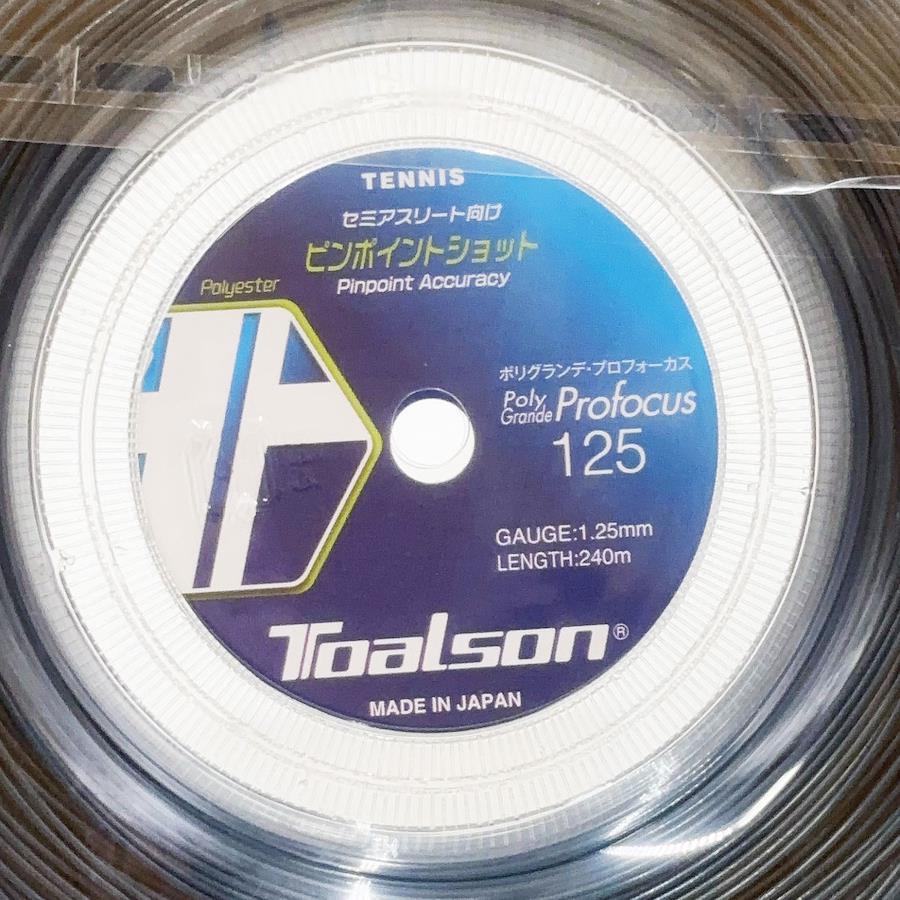 TENNIS
セミアスリート向け
ピンポイントショット
Pinpoint Accuracy
Polyester
ポリグランデ・プロフォーカス
Poly Grande Profocus
125
GAUGE:1.25mm
LENGTH:240m
Toalson®
MADE IN JAPAN